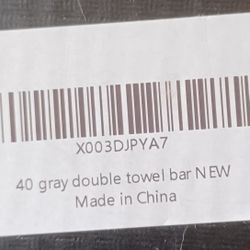 X003DJPYA7
40 gray double towel bar NEW
Made in China